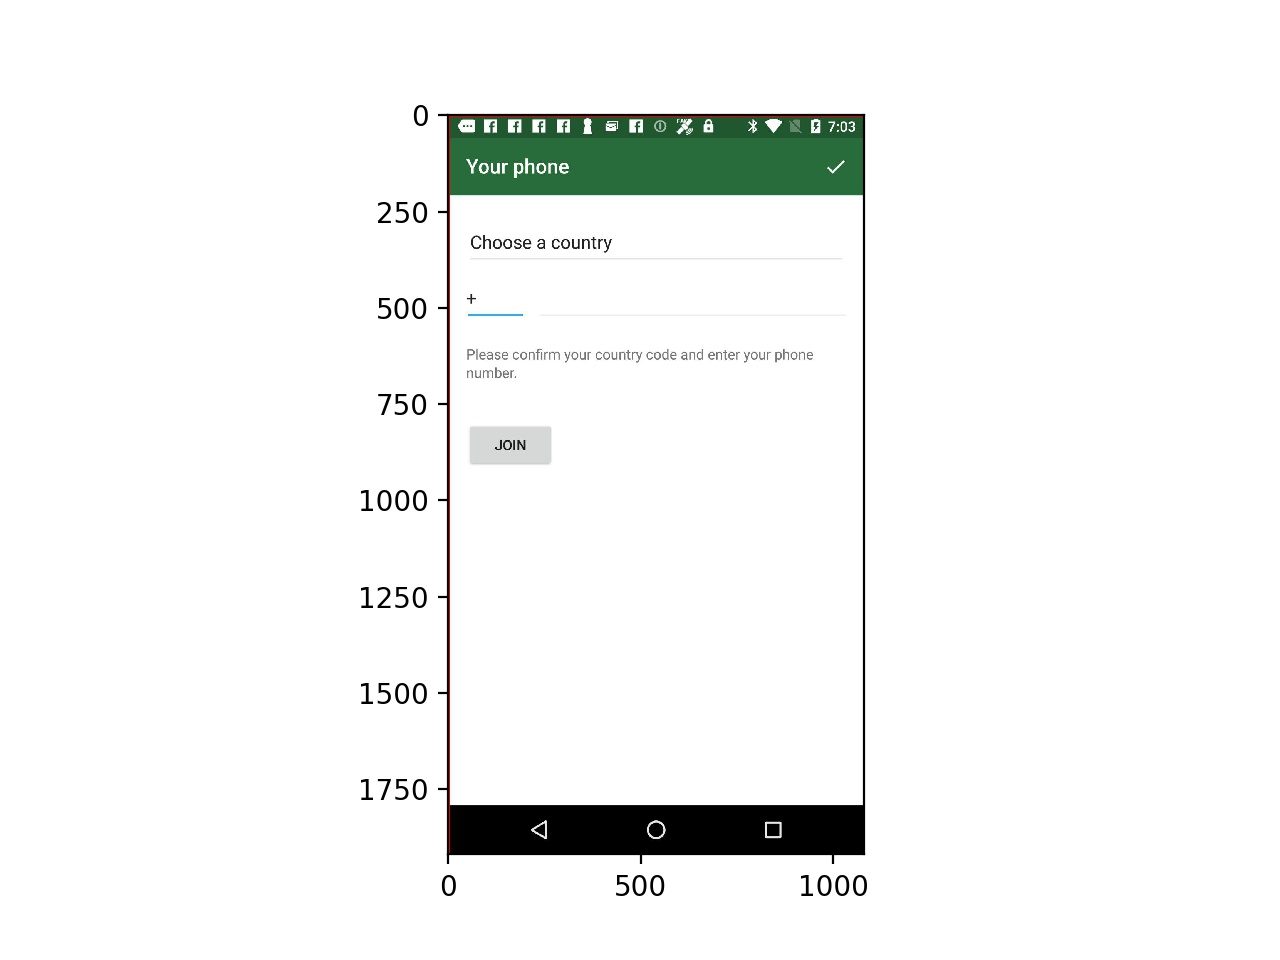 0
7:03
Your phone
250
Choose a country
+
500
Please confirm your country code and enter your phone
number.
750
JOIN
1000
1250
1500
1750
0 500 1000